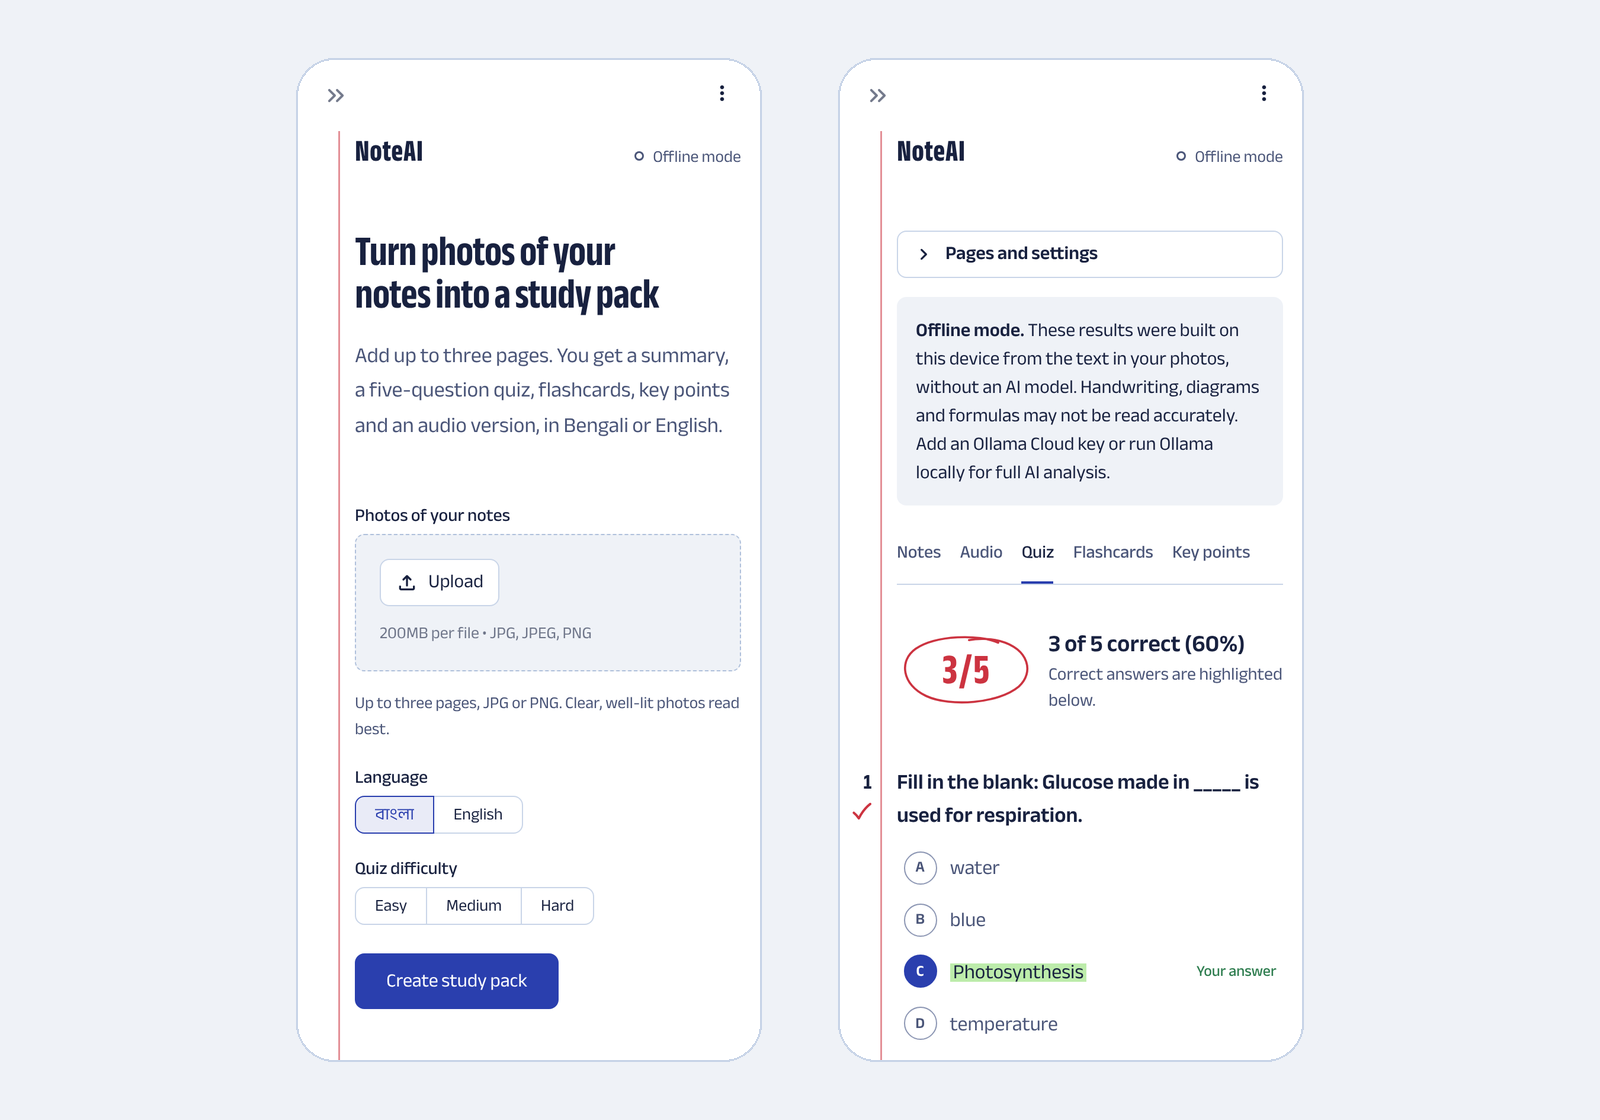 NoteAI
Offline mode
Turn photos of your
notes into a study pack
Add up to three pages. You get a summary,
a five-question quiz, flashcards, key points
and an audio version, in Bengali or English.
Photos of your notes
Upload
200MB per file • JPG, JPEG, PNG
Up to three pages, JPG or PNG. Clear, well-lit photos read
best.
Language
বাংলা English
Quiz difficulty
Easy Medium Hard
Create study pack
NoteAI
Offline mode
Pages and settings
Offline mode. These results were built on
this device from the text in your photos,
without an AI model. Handwriting, diagrams
and formulas may not be read accurately.
Add an Ollama Cloud key or run Ollama
locally for full AI analysis.
Notes Audio Quiz Flashcards Key points
3/5
3 of 5 correct (60%)
Correct answers are highlighted
below.
1 Fill in the blank: Glucose made in _____ is
used for respiration.
A water
B blue
C Photosynthesis Your answer
D temperature